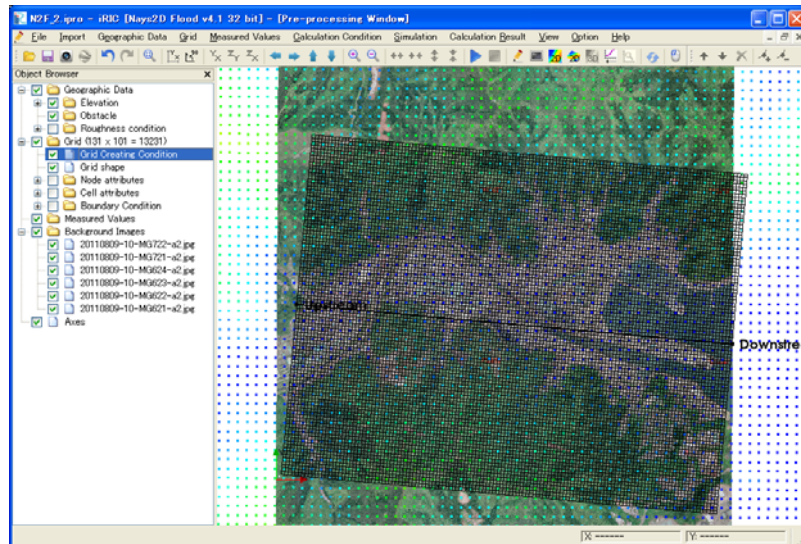 N2F_2.ipro - iRIC [Nays2D Flood v4.1 32 bit] - [Pre-processing Window]
File Import Geographic Data Grid Measured Values Calculation Condition Simulation Calculation Result View Option Help
Object Browser
Geographic Data
Elevation
Obstacle
Roughness condition
Grid (131 x 101 = 13231)
Grid Creating Condition
Grid shape
Node attributes
Cell attributes
Boundary Condition
Measured Values
Background Images
20110809-10-MG722-a2.jpg
20110809-10-MG721-a2.jpg
20110809-10-MG624-a2.jpg
20110809-10-MG623-a2.jpg
20110809-10-MG622-a2.jpg
20110809-10-MG621-a2.jpg
Axes
Upstream
Downstre
X: ------
Y: ------